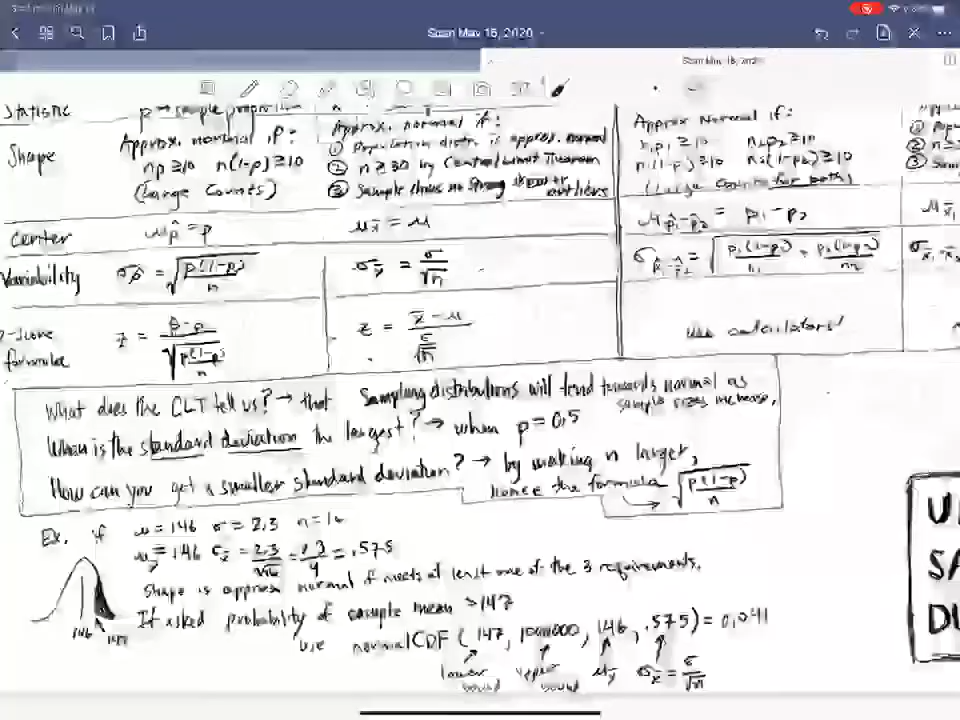 Scan May 15, 2020
Scan May 15, 2020
Statistic
p → sample proportion
Shape
Approx. normal if:
np ≥ 10 n(1-p) ≥ 10
(Large Counts)
Approx. normal if:
① Population distn. is approx. normal
② n ≥ 30 by Central Limit Theorem
③ Sample shows no strong skew or outliers
Approx Normal if:
n₁p₁ ≥ 10 n₂p₂ ≥ 10
n₁(1-p₁) ≥ 10 n₂(1-p₂) ≥ 10
(Large Counts for both)
Center
μp̂ = p
μx̄ = μ
μp̂₁-p̂₂ = p₁-p₂
Variability
σp̂ = √(p(1-p)/n)
σx̄ = σ/√n
σp̂₁-p̂₂ = √(p₁(1-p₁)/n₁ + p₂(1-p₂)/n₂)
z-score
formula
z = (p̂-p)/√(p(1-p)/n)
z = (x̄-μ)/(σ/√n)
use calculators!
What does the CLT tell us? → that Sampling distributions will tend towards normal as
sample sizes increase.
When is the standard deviation the largest? → when p = 0.5
How can you get a smaller standard deviation? → by making n larger,
hence the formula → √(p(1-p)/n)
Ex. if μ = 146 σ = 2.3 n = 16
μx̄ = 146 σx̄ = 2.3/√16 = 2.3/4 = .575
Shape is approx normal if meets at least one of the 3 requirements.
If asked probability of sample mean > 147
146 147
use normalCDF (147, 1000000, 146, .575) = 0.041
lower bound
upper bound
μx̄
σx̄ = σ/√n